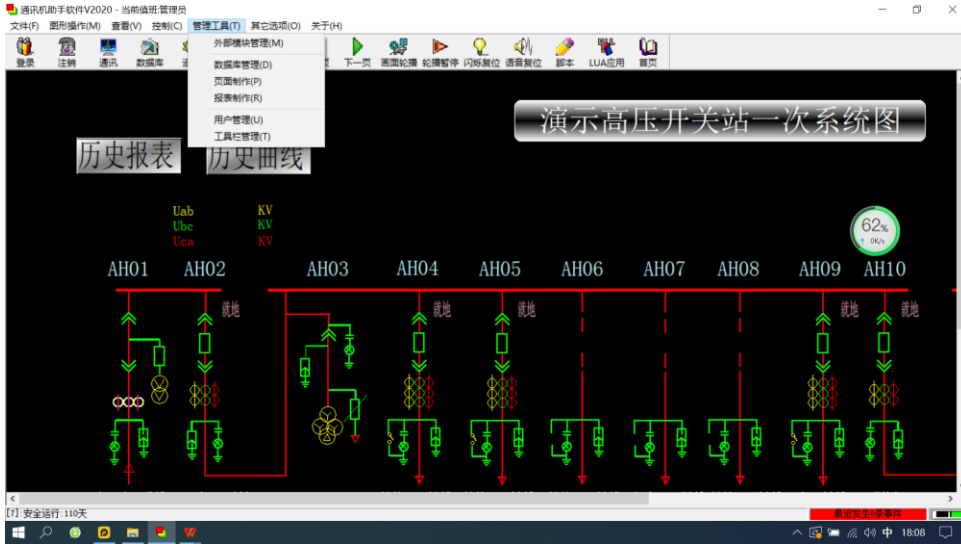 通讯机助手软件V2020 - 当前值班:管理员
文件(F) 图形操作(M) 查看(V) 控制(C) 管理工具(T) 其它选项(O) 关于(H)
登录 注销 通讯 数据库 下一页 画面轮播 轮播暂停 闪烁复位 语音复位 脚本 LUA应用 首页
外部模块管理(M)
数据库管理(D)
页面制作(P)
报表制作(R)
用户管理(U)
工具栏管理(T)
演示高压开关站一次系统图
历史报表 历史曲线
Uab KV
Ubc KV
Uca KV
62%
0K/s
AH01 AH02 AH03 AH04 AH05 AH06 AH07 AH08 AH09 AH10
就地 就地 就地 就地 就地
[7]:安全运行:110天
最近发生0条事件
中 18:08